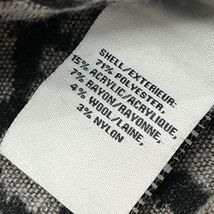 SHELL/EXTERIEUR:
71% POLYESTER,
15% ACRYLIC/ACRYLIQUE,
7% RAYON/RAYONNE,
4% WOOL/LAINE,
3% NYLON